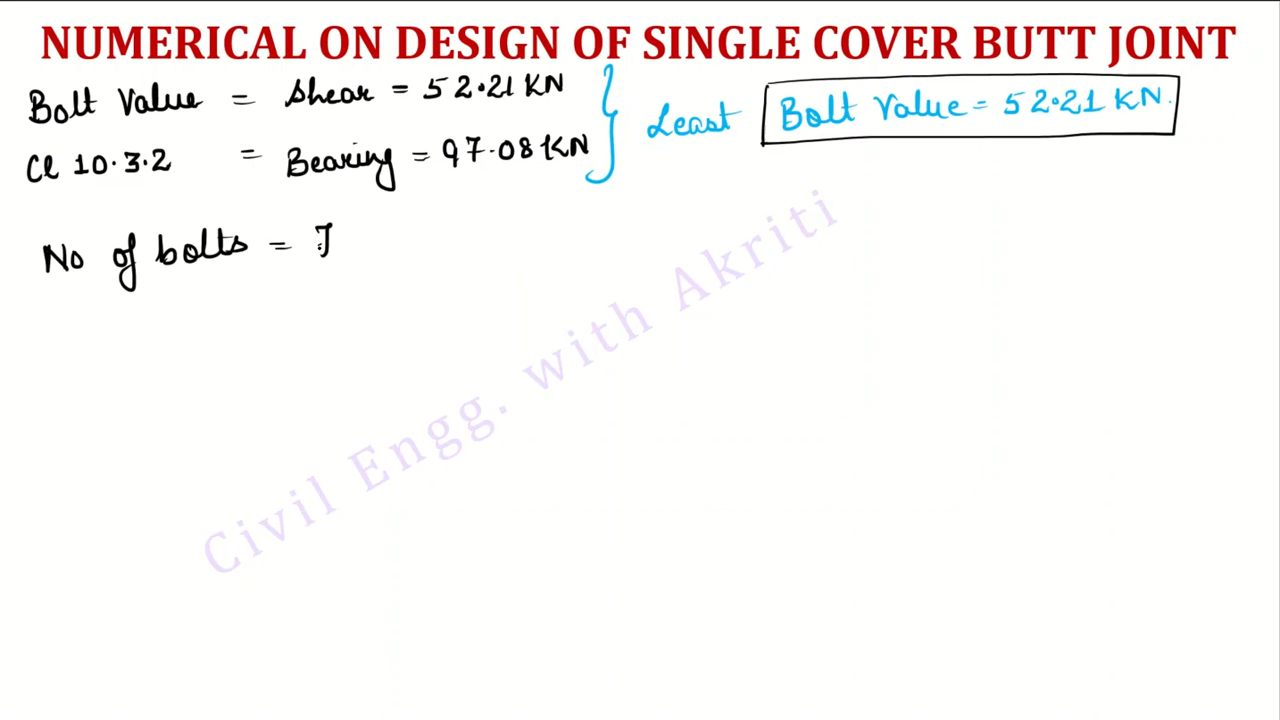 NUMERICAL ON DESIGN OF SINGLE COVER BUTT JOINT
Bolt Value = Shear = 52.21 KN
Cl 10.3.2 = Bearing = 97.08 KN
Least
Bolt Value = 52.21 KN.
No of bolts =
Civil Engg. with Akriti